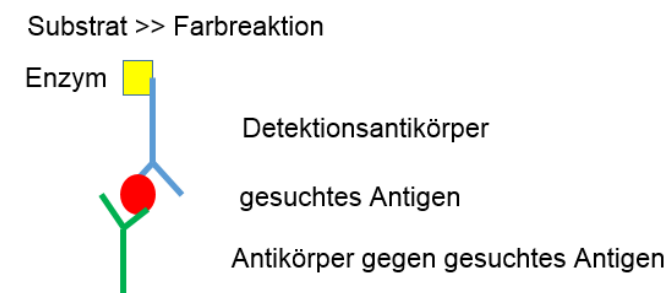 Substrat >> Farbreaktion
Enzym
Detektionsantikörper
gesuchtes Antigen
Antikörper gegen gesuchtes Antigen